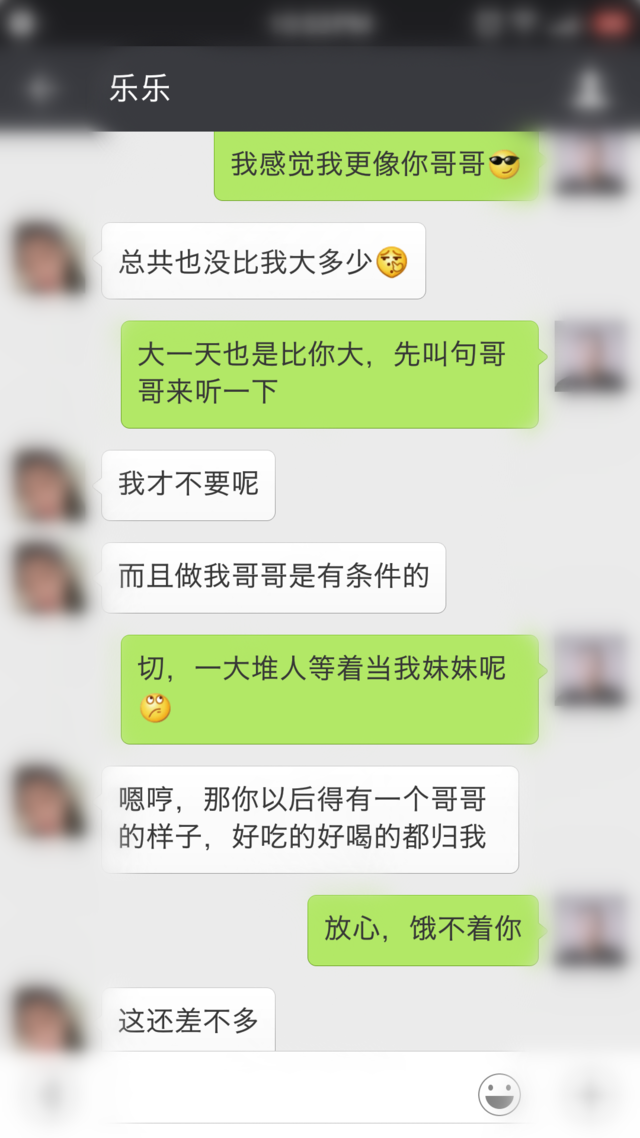 乐乐
我感觉我更像你哥哥😎
总共也没比我大多少🤫
大一天也是比你大，先叫句哥
哥来听一下
我才不要呢
而且做我哥哥是有条件的
切，一大堆人等着当我妹妹呢
🙄
嗯哼，那你以后得有一个哥哥
的样子，好吃的好喝的都归我
放心，饿不着你
这还差不多